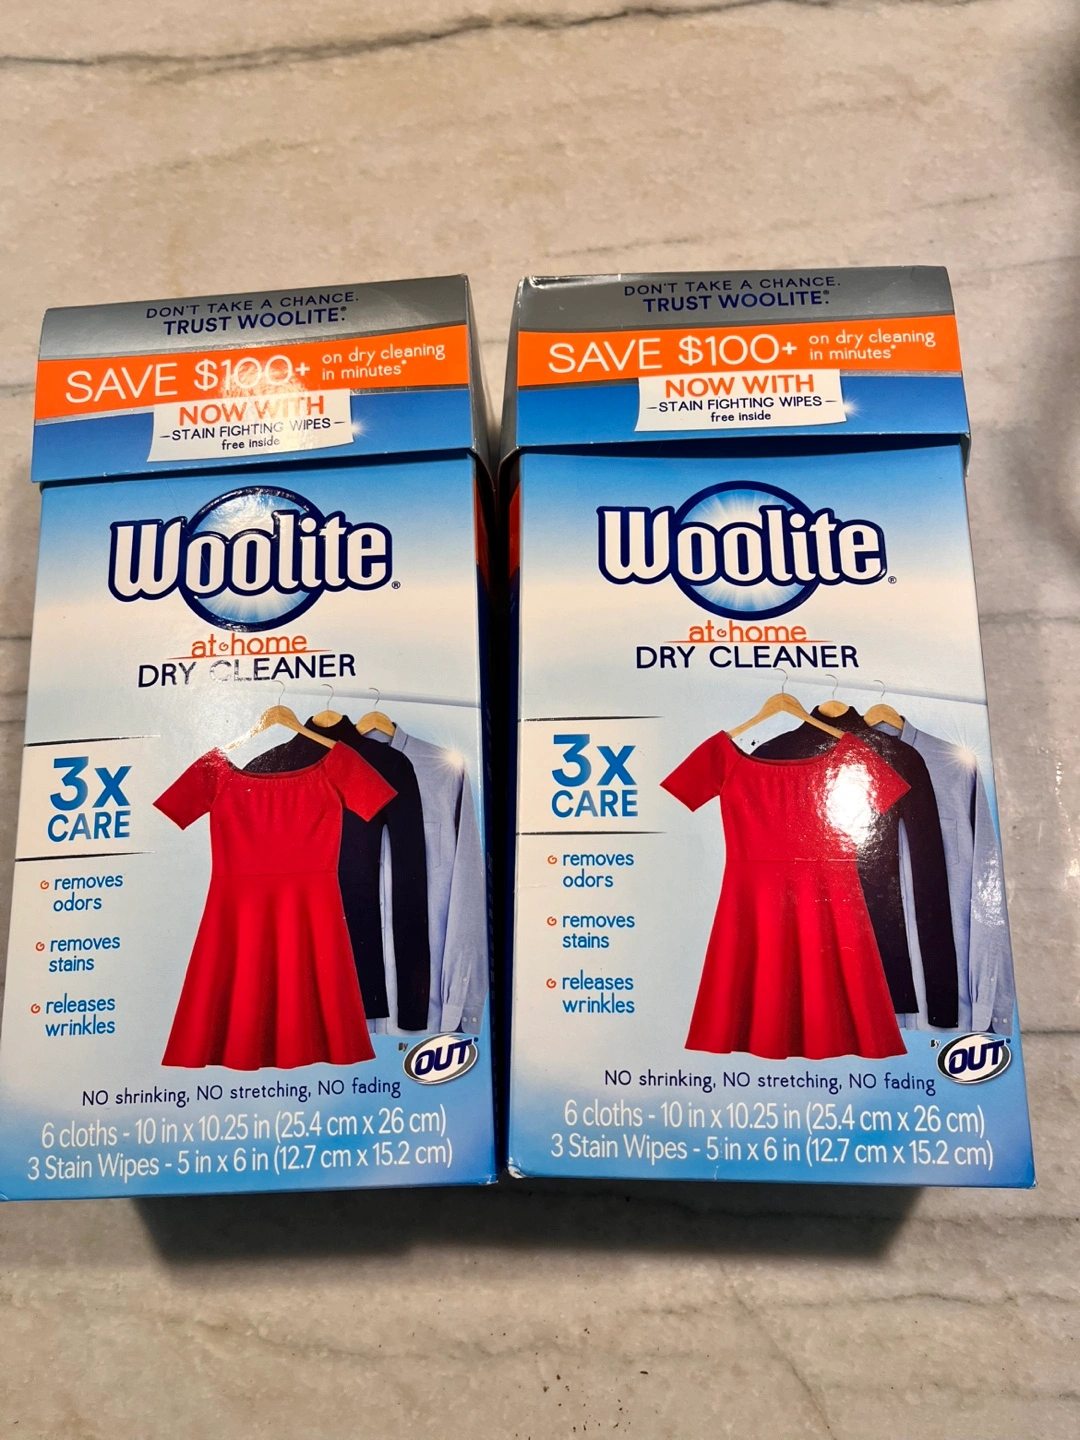 DON'T TAKE A CHANCE.
TRUST WOOLITE®.
SAVE $100+ on dry cleaning
in minutes*
NOW WITH
STAIN FIGHTING WIPES
free inside
Woolite®
at home
DRY CLEANER
3x
CARE
removes
odors
removes
stains
releases
wrinkles
BY OUT®
NO shrinking, NO stretching, NO fading
6 cloths - 10 in x 10.25 in (25.4 cm x 26 cm)
3 Stain Wipes - 5 in x 6 in (12.7 cm x 15.2 cm)
DON'T TAKE A CHANCE.
TRUST WOOLITE®.
SAVE $100+ on dry cleaning
in minutes*
NOW WITH
STAIN FIGHTING WIPES
free inside
Woolite®
at home
DRY CLEANER
3x
CARE
removes
odors
removes
stains
releases
wrinkles
BY OUT®
NO shrinking, NO stretching, NO fading
6 cloths - 10 in x 10.25 in (25.4 cm x 26 cm)
3 Stain Wipes - 5 in x 6 in (12.7 cm x 15.2 cm)